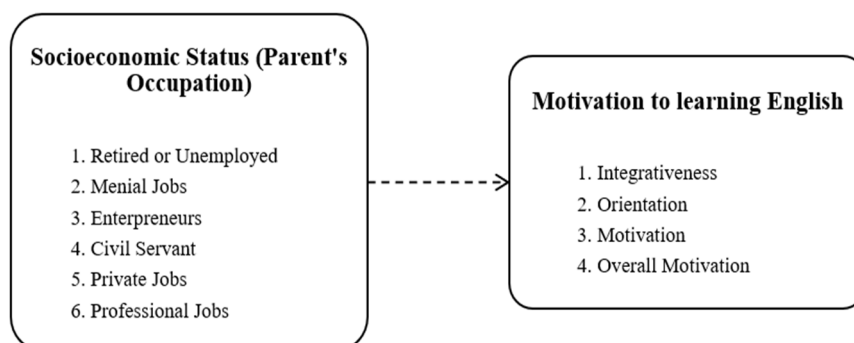 Socioeconomic Status (Parent's
Occupation)
1. Retired or Unemployed
2. Menial Jobs
3. Enterpreneurs
4. Civil Servant
5. Private Jobs
6. Professional Jobs
Motivation to learning English
1. Integrativeness
2. Orientation
3. Motivation
4. Overall Motivation